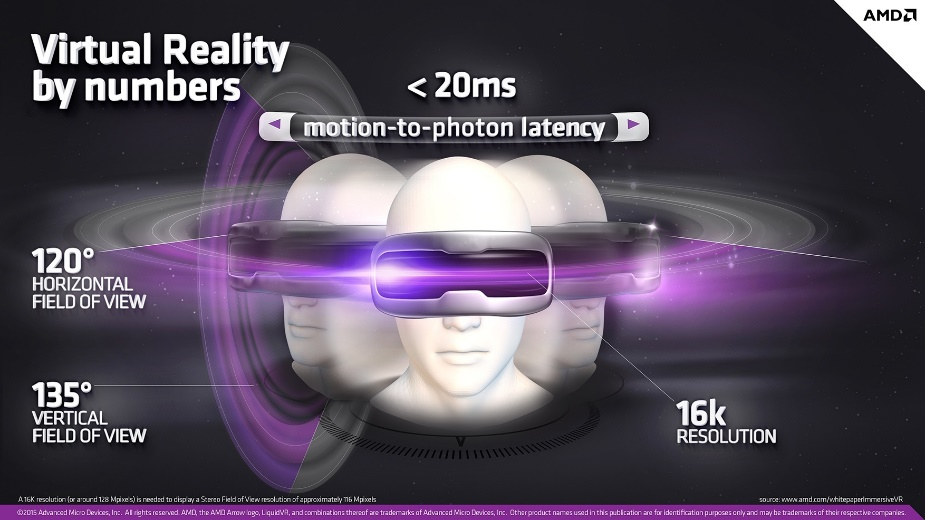 AMD
Virtual Reality
by numbers
< 20ms
motion-to-photon latency
120°
HORIZONTAL
FIELD OF VIEW
135°
VERTICAL
FIELD OF VIEW
16k
RESOLUTION
A 16K resolution (or around 128 Mpixels) is needed to display a Stereo Field of View resolution of approximately 116 Mpixels
source: www.amd.com/whitepaperImmersiveVR
©2015 Advanced Micro Devices, Inc. All rights reserved. AMD, the AMD Arrow logo, LiquidVR, and combinations thereof are trademarks of Advanced Micro Devices, Inc. Other product names used in this publication are for identification purposes only and may be trademarks of their respective companies.